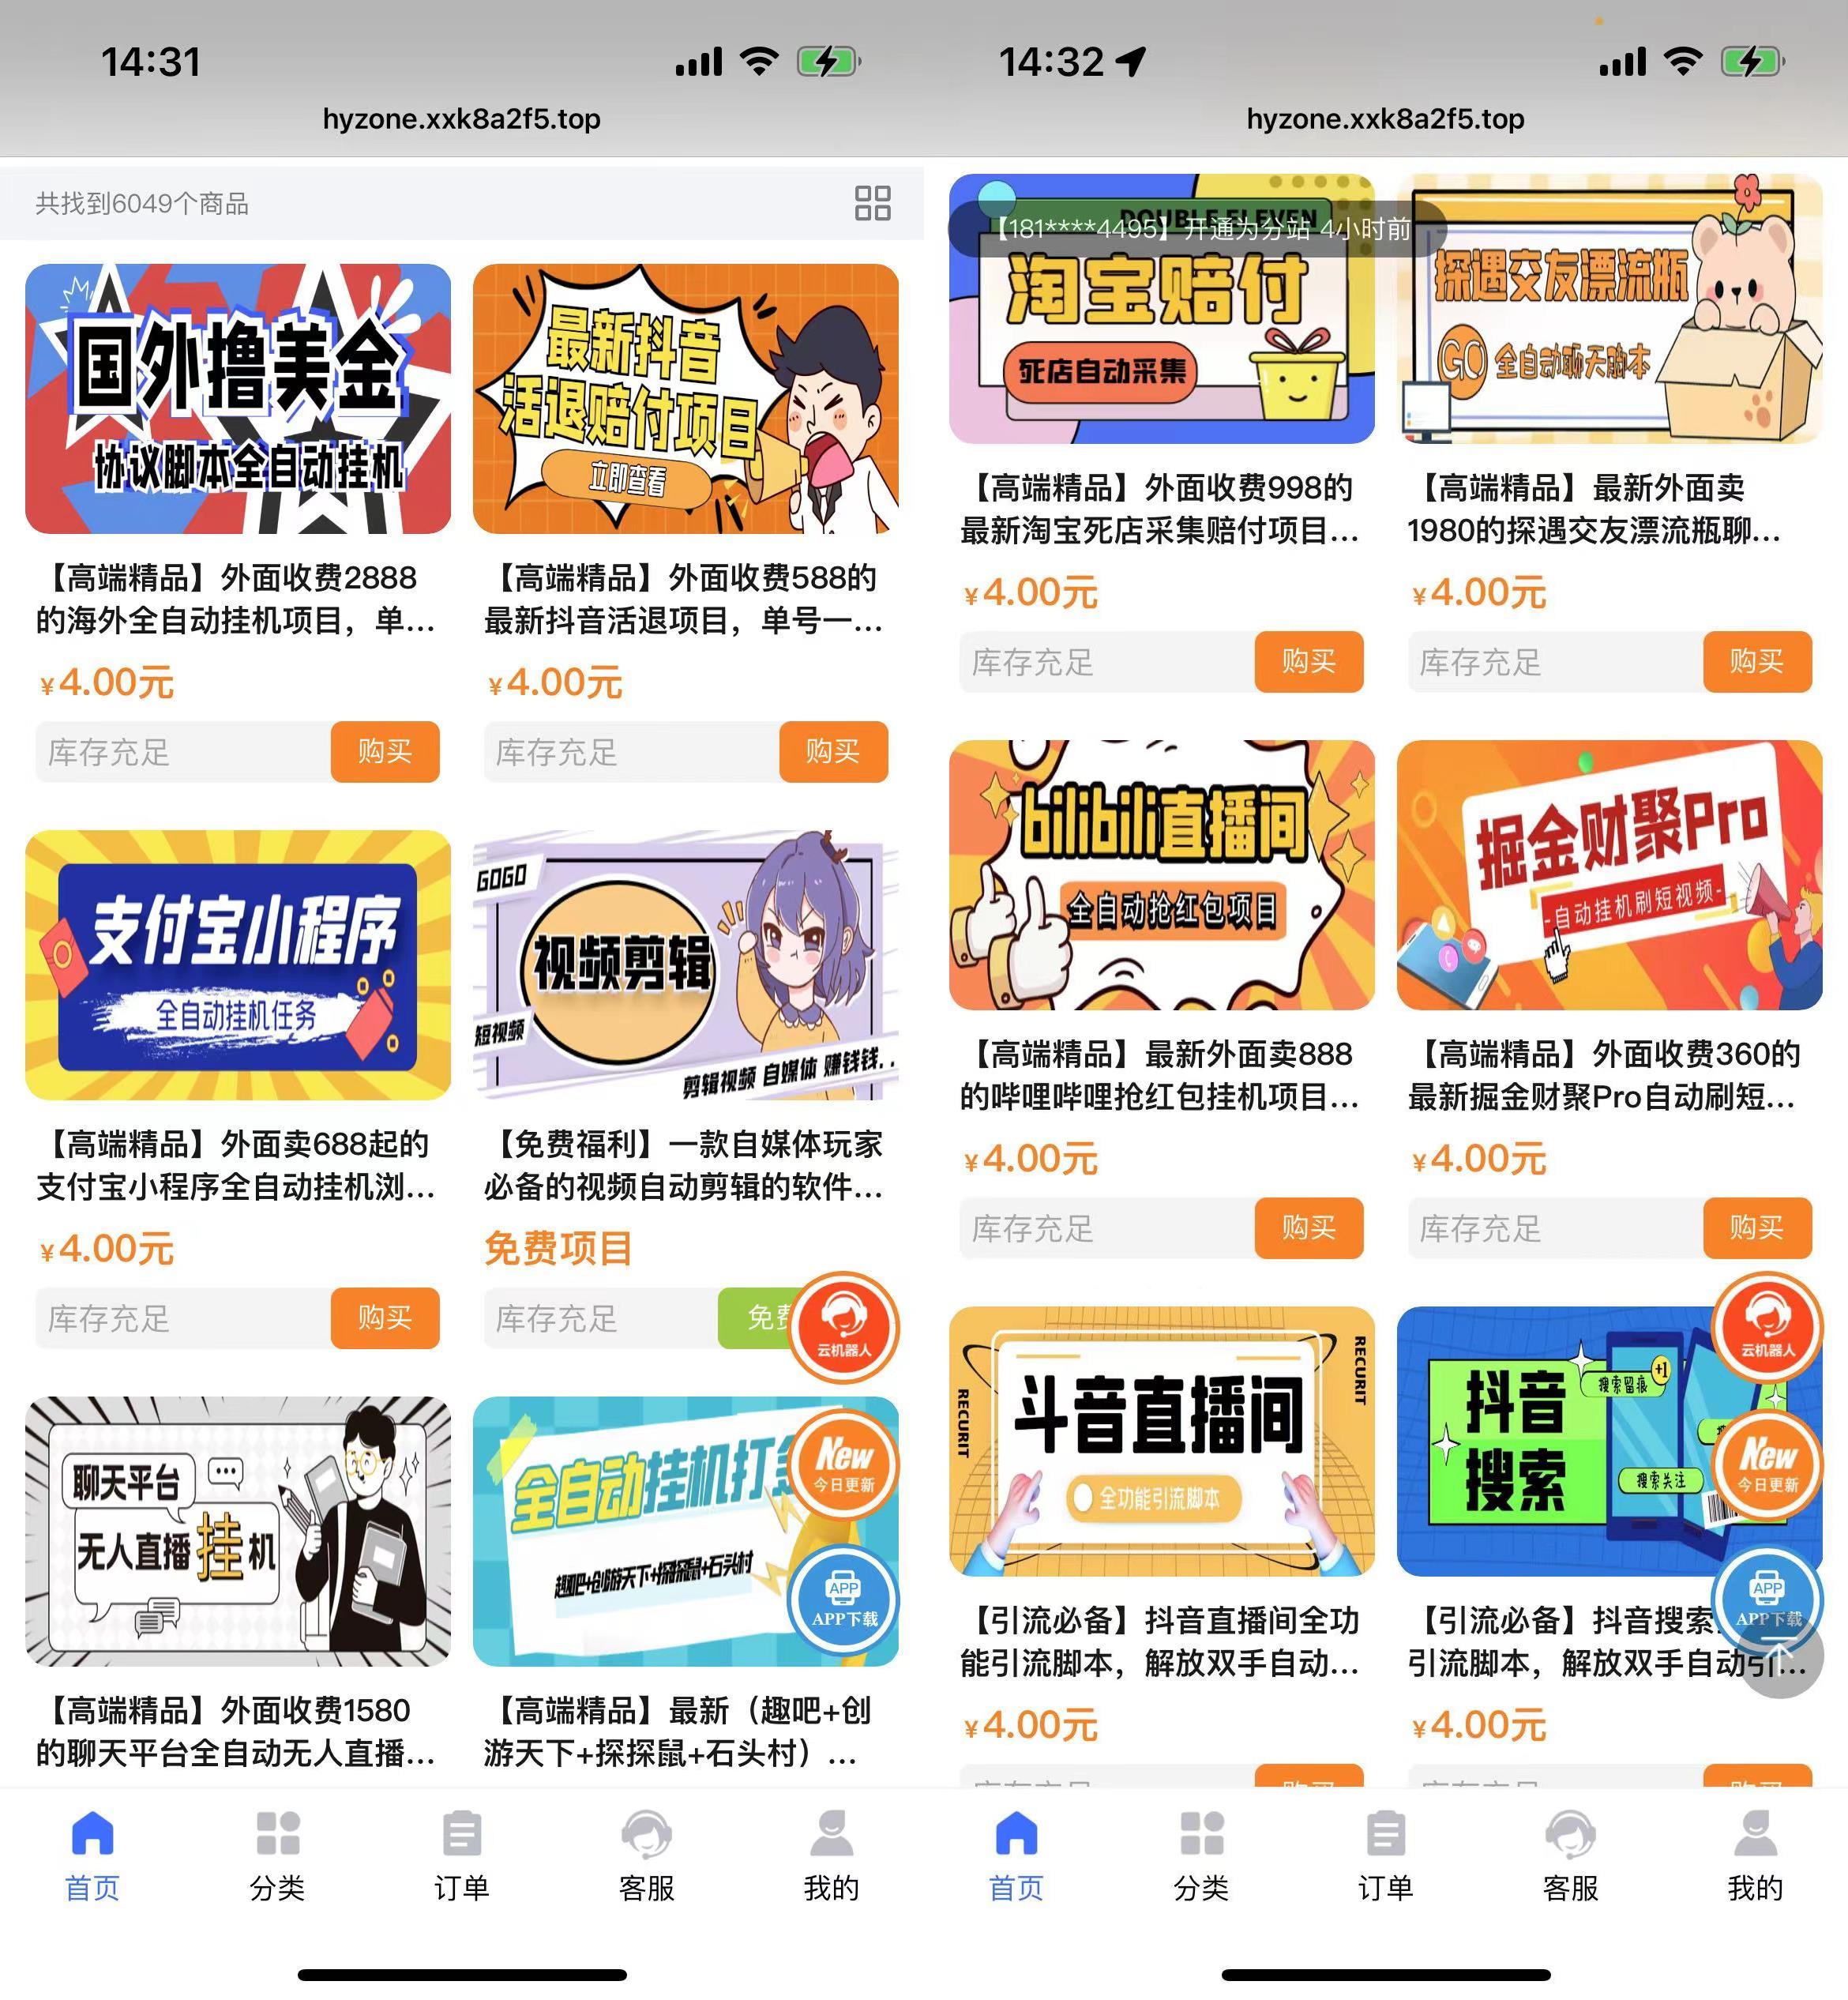 14:31
hyzone.xxk8a2f5.top
共找到6049个商品
国外撸美金
协议脚本全自动挂机
【高端精品】外面收费2888
的海外全自动挂机项目，单...
¥4.00元
库存充足
购买
最新抖音
活退赔付项目
立即查看
【高端精品】外面收费588的
最新抖音活退项目，单号一...
¥4.00元
库存充足
购买
支付宝小程序
全自动挂机任务
【高端精品】外面卖688起的
支付宝小程序全自动挂机浏...
¥4.00元
库存充足
购买
GOGO
视频剪辑
短视频
剪辑视频 自媒体 赚钱钱..
【免费福利】一款自媒体玩家
必备的视频自动剪辑的软件...
免费项目
库存充足
免费
云机器人
聊天平台
无人直播挂机
【高端精品】外面收费1580
的聊天平台全自动无人直播...
全自动挂机打金
趣吧+创游天下+探探鼠+石头村
New
今日更新
APP
APP下载
【高端精品】最新（趣吧+创
游天下+探探鼠+石头村）...
首页
分类
订单
客服
我的
14:32
hyzone.xxk8a2f5.top
DOUBLE ELEVEN
【181****4495】开通为分站 4小时前
淘宝赔付
死店自动采集
【高端精品】外面收费998的
最新淘宝死店采集赔付项目...
¥4.00元
库存充足
购买
探遇交友漂流瓶
GO 全自动聊天脚本
【高端精品】最新外面卖
1980的探遇交友漂流瓶聊...
¥4.00元
库存充足
购买
bilibili直播间
全自动抢红包项目
【高端精品】最新外面卖888
的哔哩哔哩抢红包挂机项目...
¥4.00元
库存充足
购买
掘金财聚Pro
-自动挂机刷短视频-
【高端精品】外面收费360的
最新掘金财聚Pro自动刷短...
¥4.00元
库存充足
购买
RECURIT
斗音直播间
全功能引流脚本
RECURIT
【引流必备】抖音直播间全功
能引流脚本，解放双手自动...
¥4.00元
库存充足
购买
抖音
搜索
搜索留痕
+1
搜索关注
云机器人
New
今日更新
APP
APP下载
【引流必备】抖音搜索
引流脚本，解放双手自动引...
¥4.00元
库存充足
购买
首页
分类
订单
客服
我的